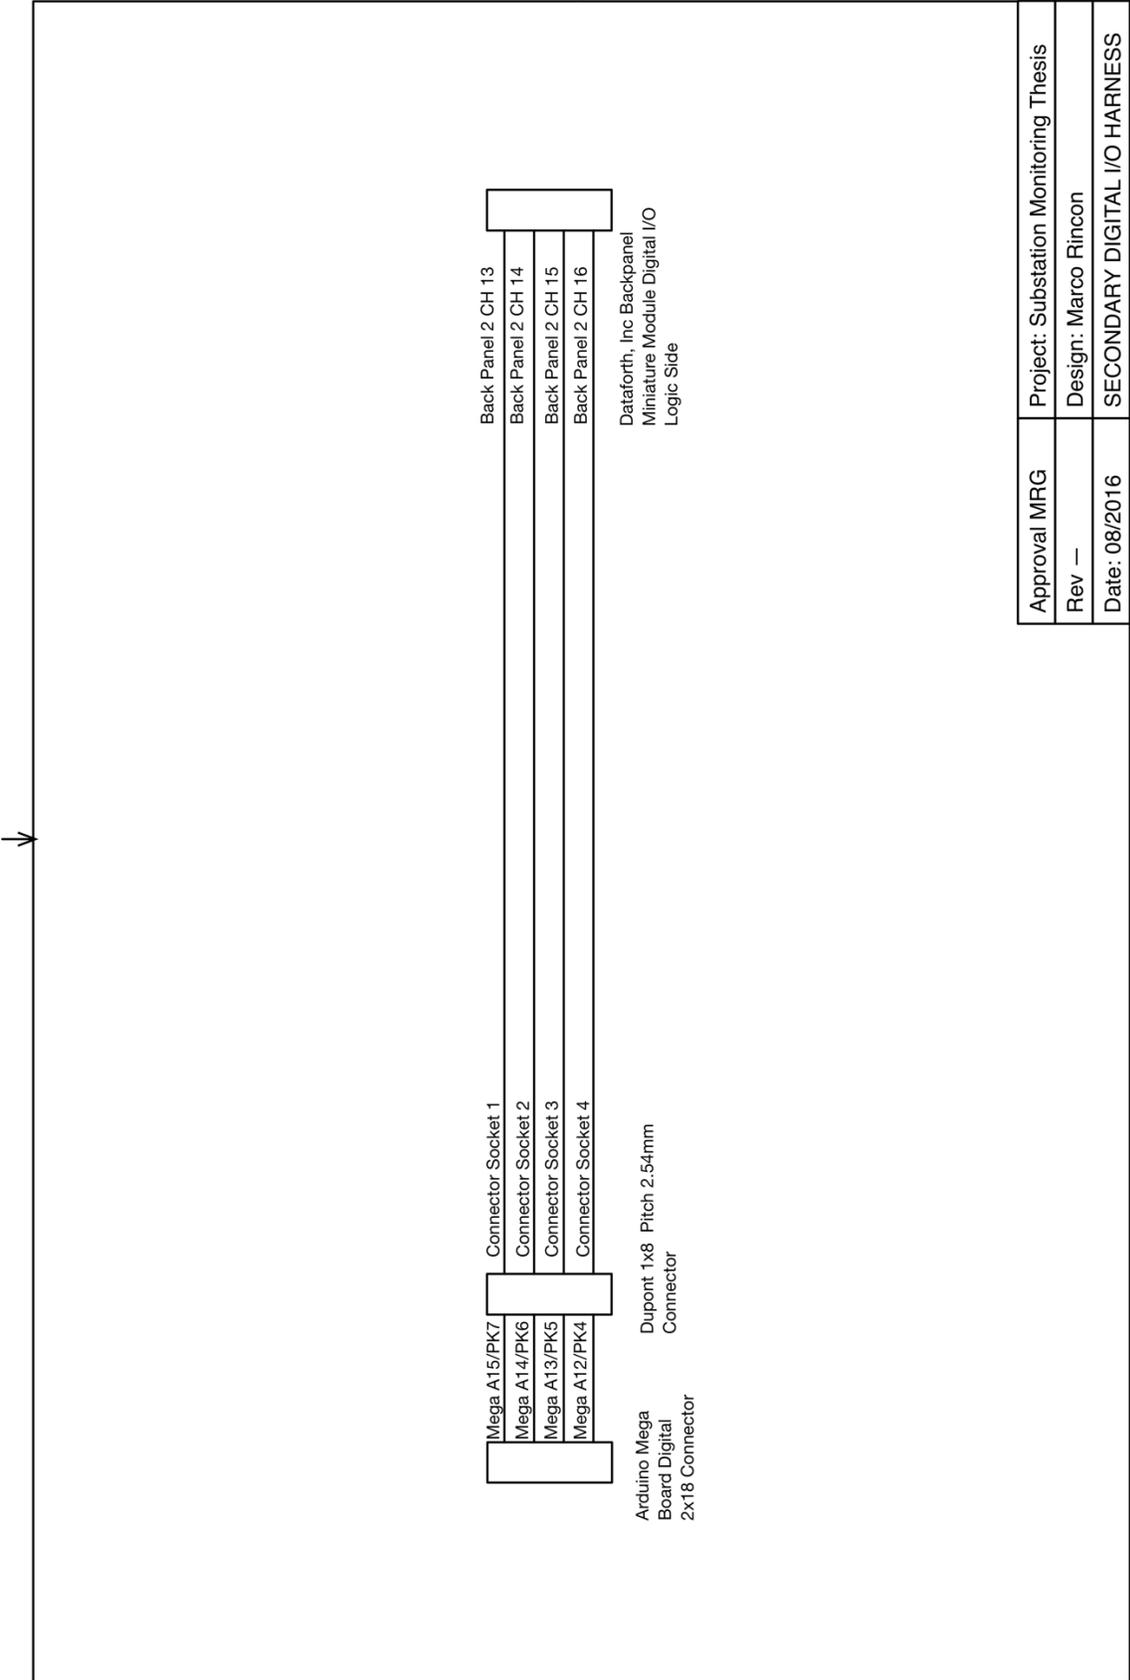 Mega A15/PK7
Connector Socket 1
Back Panel 2 CH 13
Mega A14/PK6
Connector Socket 2
Back Panel 2 CH 14
Mega A13/PK5
Connector Socket 3
Back Panel 2 CH 15
Mega A12/PK4
Connector Socket 4
Back Panel 2 CH 16
Arduino Mega
Board Digital
2x18 Connector
Dupont 1x8 Pitch 2.54mm
Connector
Dataforth, Inc Backpanel
Miniature Module Digital I/O
Logic Side
Approval MRG
Project: Substation Monitoring Thesis
Rev —
Design: Marco Rincon
Date: 08/2016
SECONDARY DIGITAL I/O HARNESS